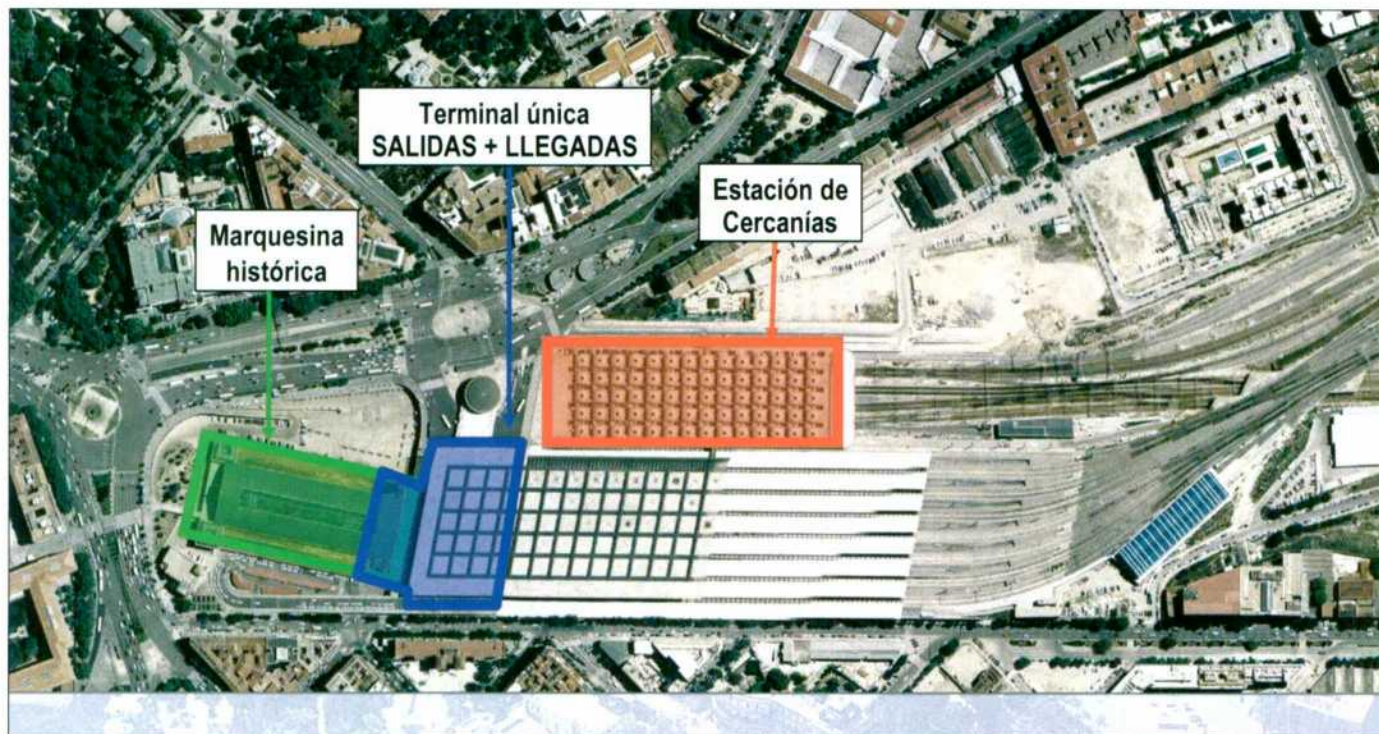 Terminal única
SALIDAS + LLEGADAS
Estación de
Cercanías
Marquesina
histórica